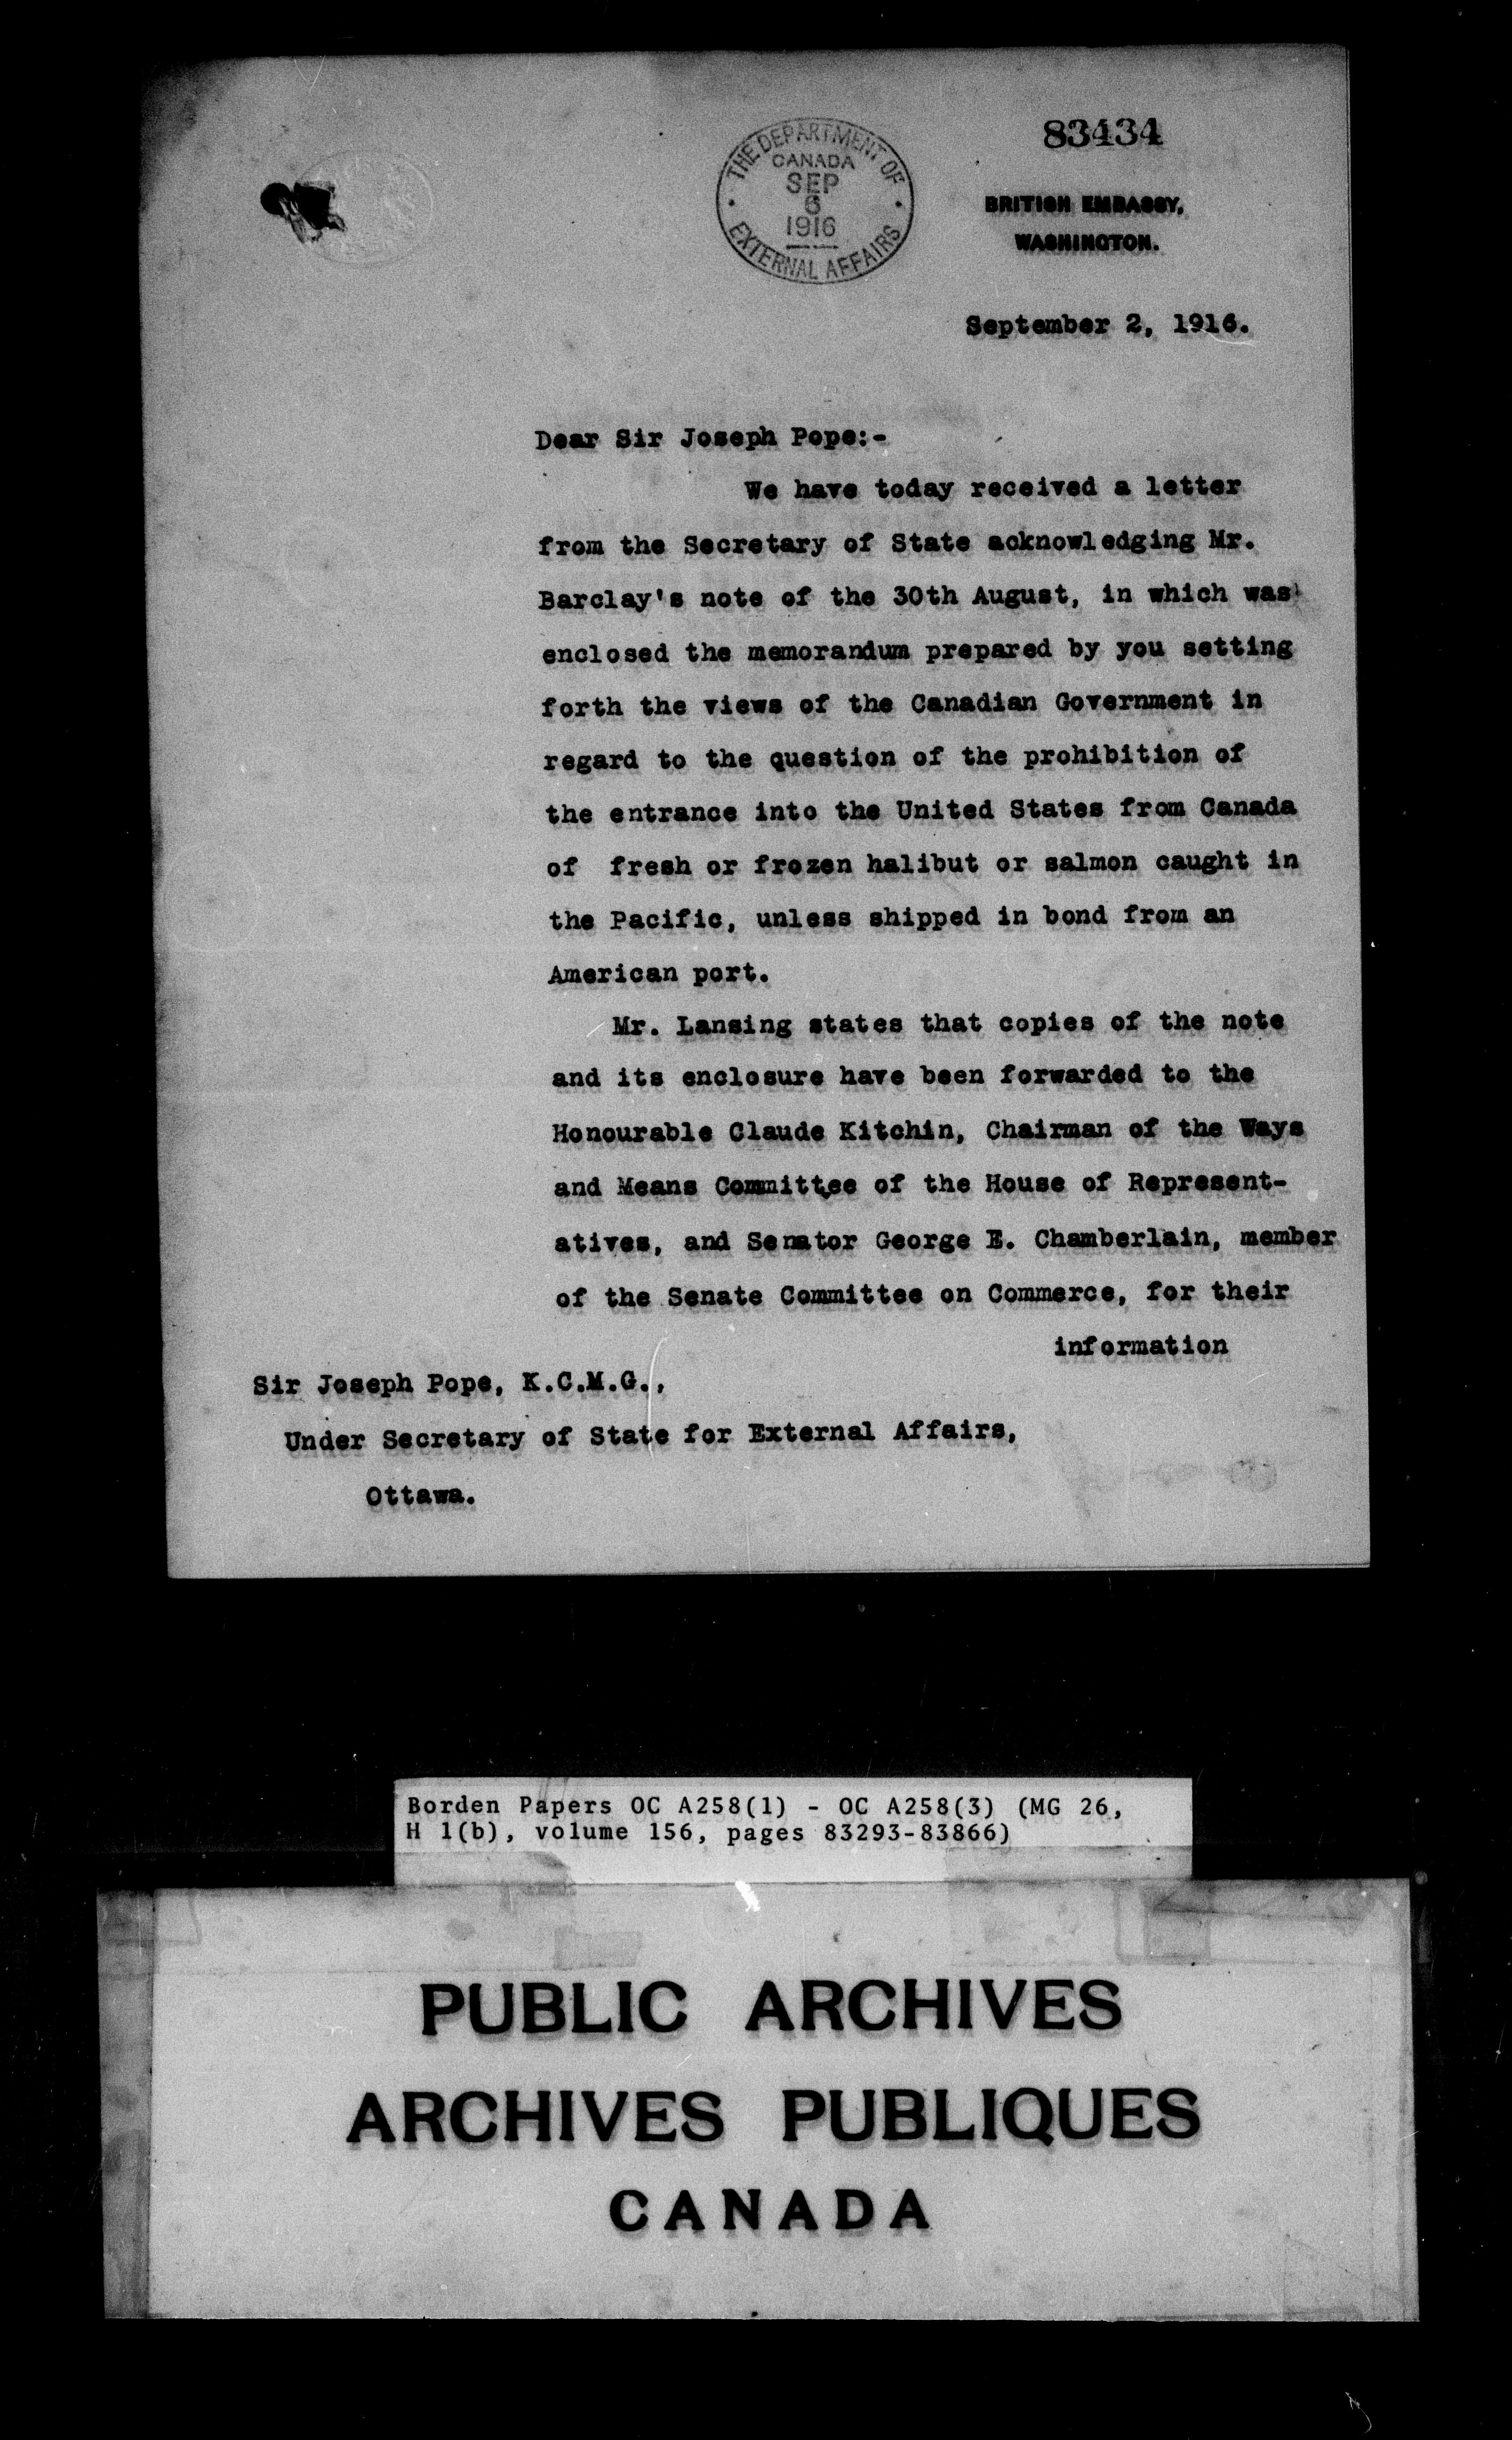 83434
THE DEPARTMENT OF
CANADA
SEP
6
1916
EXTERNAL AFFAIRS
BRITISH EMBASSY,
WASHINGTON.
September 2, 1916.
Dear Sir Joseph Pope:-
We have today received a letter
from the Secretary of State acknowledging Mr.
Barclay's note of the 30th August, in which was
enclosed the memorandum prepared by you setting
forth the views of the Canadian Government in
regard to the question of the prohibition of
the entrance into the United States from Canada
of fresh or frozen halibut or salmon caught in
the Pacific, unless shipped in bond from an
American port.
Mr. Lansing states that copies of the note
and its enclosure have been forwarded to the
Honourable Claude Kitchin, Chairman of the Ways
and Means Committee of the House of Represent-
atives, and Senator George E. Chamberlain, member
of the Senate Committee on Commerce, for their
information
Sir Joseph Pope, K.C.M.G.,
Under Secretary of State for External Affairs,
Ottawa.
Borden Papers OC A258(1) - OC A258(3) (MG 26,
H 1(b), volume 156, pages 83293-83866)
PUBLIC ARCHIVES
ARCHIVES PUBLIQUES
CANADA